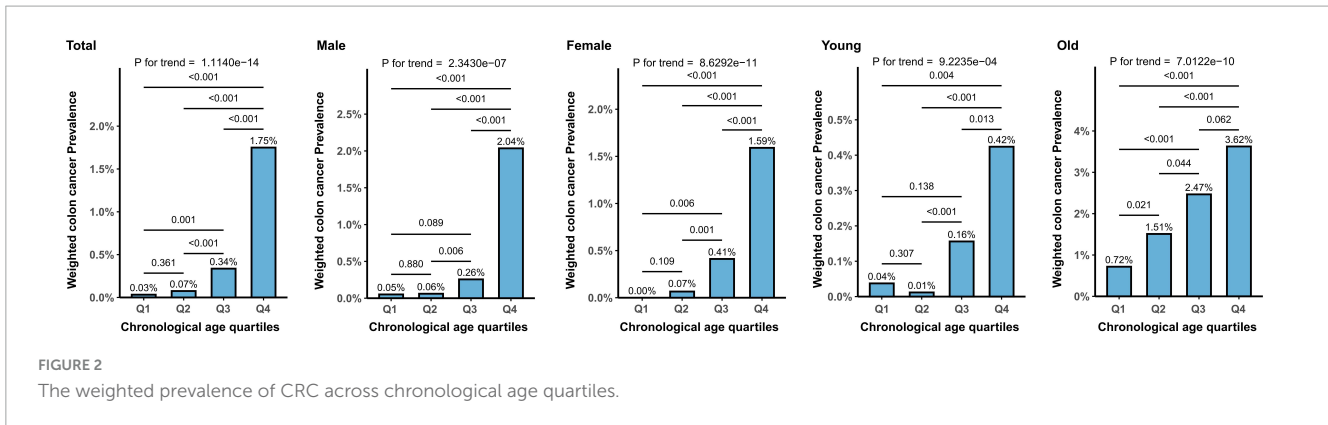 Total
P for trend = 1.1140e−14
<0.001
<0.001
<0.001
1.75%
0.001
<0.001
0.361
0.34%
0.03%
0.07%
2.0%
1.5%
1.0%
0.5%
0.0%
Weighted colon cancer Prevalence
Q1 Q2 Q3 Q4
Chronological age quartiles
Male
P for trend = 2.3430e−07
<0.001
<0.001
<0.001
2.04%
0.089
0.880
0.006
0.26%
0.05%
0.06%
2.5%
2.0%
1.5%
1.0%
0.5%
0.0%
Weighted colon cancer Prevalence
Q1 Q2 Q3 Q4
Chronological age quartiles
Female
P for trend = 8.6292e−11
<0.001
<0.001
<0.001
1.59%
0.006
0.001
0.109
0.41%
0.00%
0.07%
2.0%
1.5%
1.0%
0.5%
0.0%
Weighted colon cancer Prevalence
Q1 Q2 Q3 Q4
Chronological age quartiles
Young
P for trend = 9.2235e−04
0.004
<0.001
0.013
0.42%
0.138
<0.001
0.307
0.16%
0.04%
0.01%
0.5%
0.4%
0.3%
0.2%
0.1%
0.0%
Weighted colon cancer Prevalence
Q1 Q2 Q3 Q4
Chronological age quartiles
Old
P for trend = 7.0122e−10
<0.001
<0.001
0.062
3.62%
<0.001
0.044
2.47%
0.021
1.51%
0.72%
4%
3%
2%
1%
0%
Weighted colon cancer Prevalence
Q1 Q2 Q3 Q4
Chronological age quartiles
FIGURE 2
The weighted prevalence of CRC across chronological age quartiles.